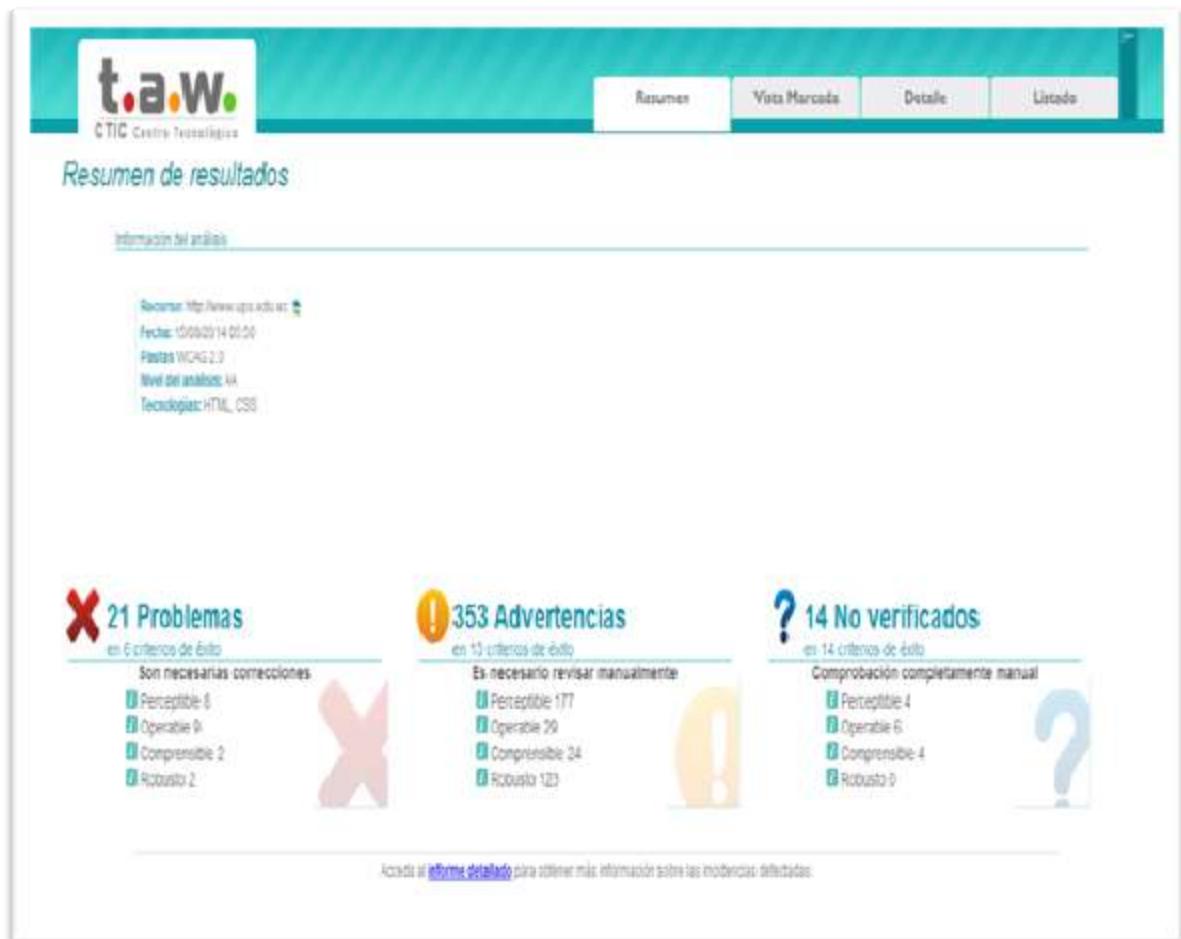 t.a.w.
CTIC Centro Tecnológico
Resumen
Vista Marcada
Detalle
Listado
Resumen de resultados
Información del análisis
Recurso: http://www.ups.edu.ec
Fecha:
Pautas WCAG 2.0
Nivel del análisis: AA
Tecnologías: HTML, CSS
21 Problemas
en 6 criterios de éxito
Son necesarias correcciones
Perceptible 8
Operable 9
Comprensible 2
Robusto 2
353 Advertencias
en 13 criterios de éxito
Es necesario revisar manualmente
Perceptible 177
Operable 29
Comprensible 24
Robusto 123
14 No verificados
en 14 criterios de éxito
Comprobación completamente manual
Perceptible 4
Operable 6
Comprensible 4
Robusto 0
Acceda al informe detallado para obtener más información sobre las incidencias detectadas.